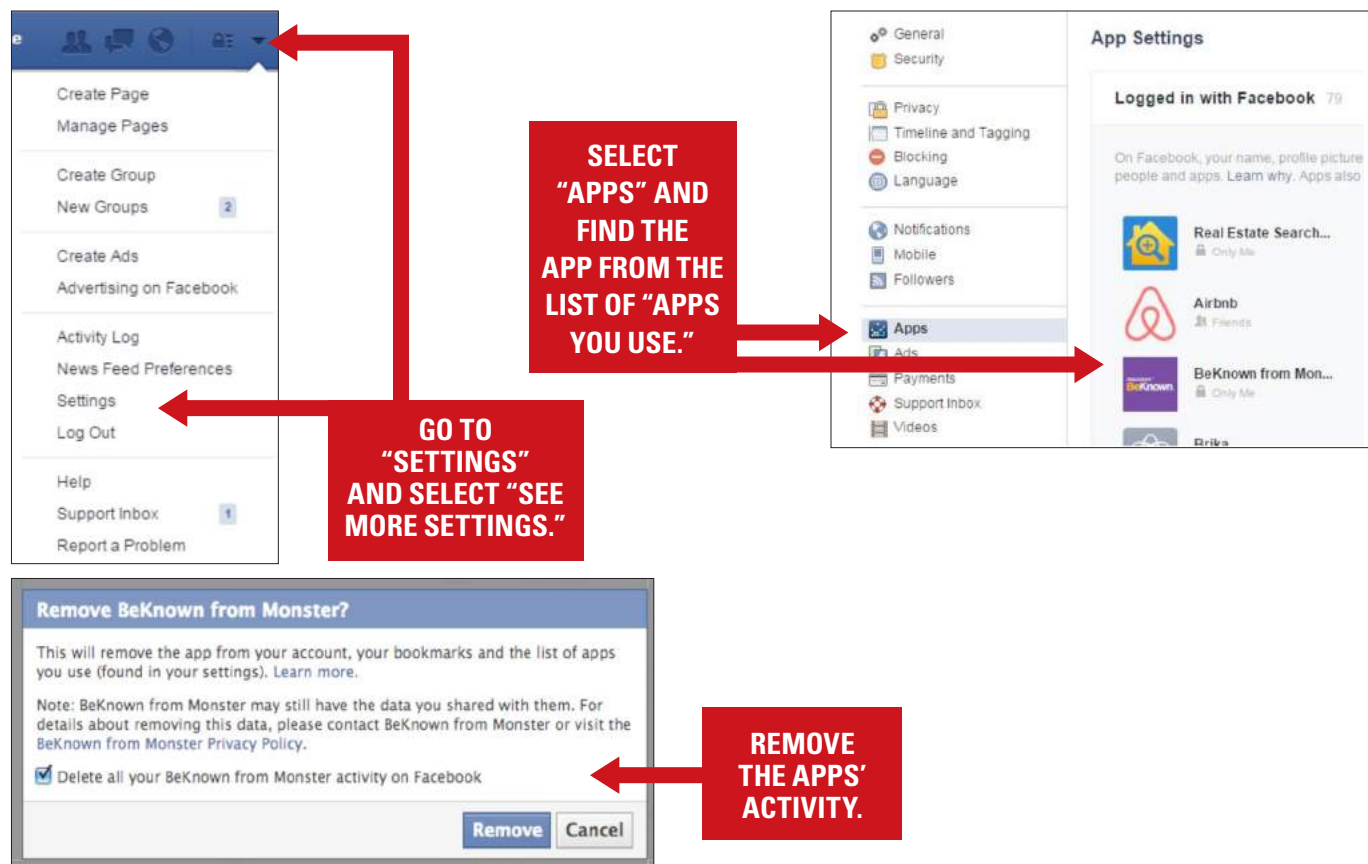 e
Create Page
Manage Pages
Create Group
New Groups 2
Create Ads
Advertising on Facebook
Activity Log
News Feed Preferences
Settings
Log Out
Help
Support Inbox 1
Report a Problem
GO TO
“SETTINGS”
AND SELECT “SEE
MORE SETTINGS.”
SELECT
“APPS” AND
FIND THE
APP FROM THE
LIST OF “APPS
YOU USE.”
General
Security
Privacy
Timeline and Tagging
Blocking
Language
Notifications
Mobile
Followers
Apps
Ads
Payments
Support Inbox
Videos
App Settings
Logged in with Facebook 79
On Facebook, your name, profile picture
people and apps. Learn why. Apps also
Real Estate Search...
Only Me
Airbnb
Friends
BeKnown
BeKnown from Mon...
Only Me
Brika
Remove BeKnown from Monster?
This will remove the app from your account, your bookmarks and the list of apps
you use (found in your settings). Learn more.
Note: BeKnown from Monster may still have the data you shared with them. For
details about removing this data, please contact BeKnown from Monster or visit the
BeKnown from Monster Privacy Policy.
Delete all your BeKnown from Monster activity on Facebook
Remove Cancel
REMOVE
THE APPS’
ACTIVITY.